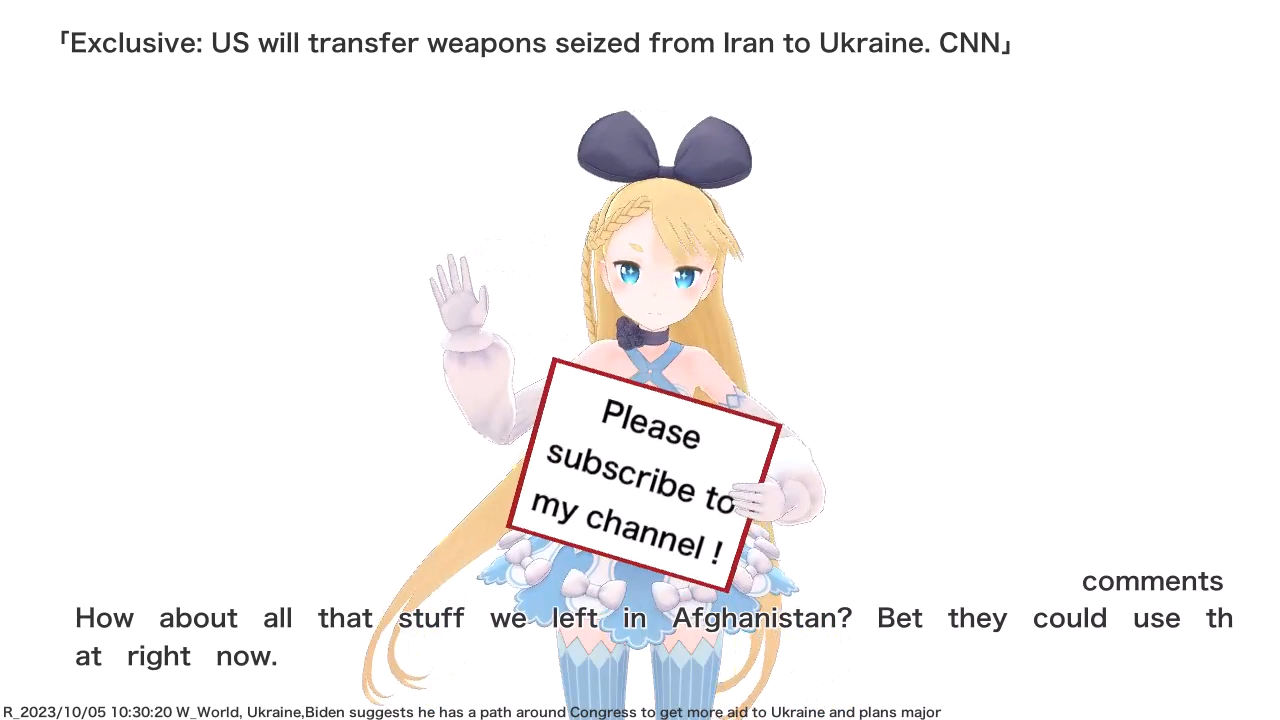 「Exclusive: US will transfer weapons seized from Iran to Ukraine. CNN」
Please
subscribe to
my channel !
comments
How about all that stuff we left in Afghanistan? Bet they could use th
at right now.
R_2023/10/05 10:30:20 W_World, Ukraine,Biden suggests he has a path around Congress to get more aid to Ukraine and plans major